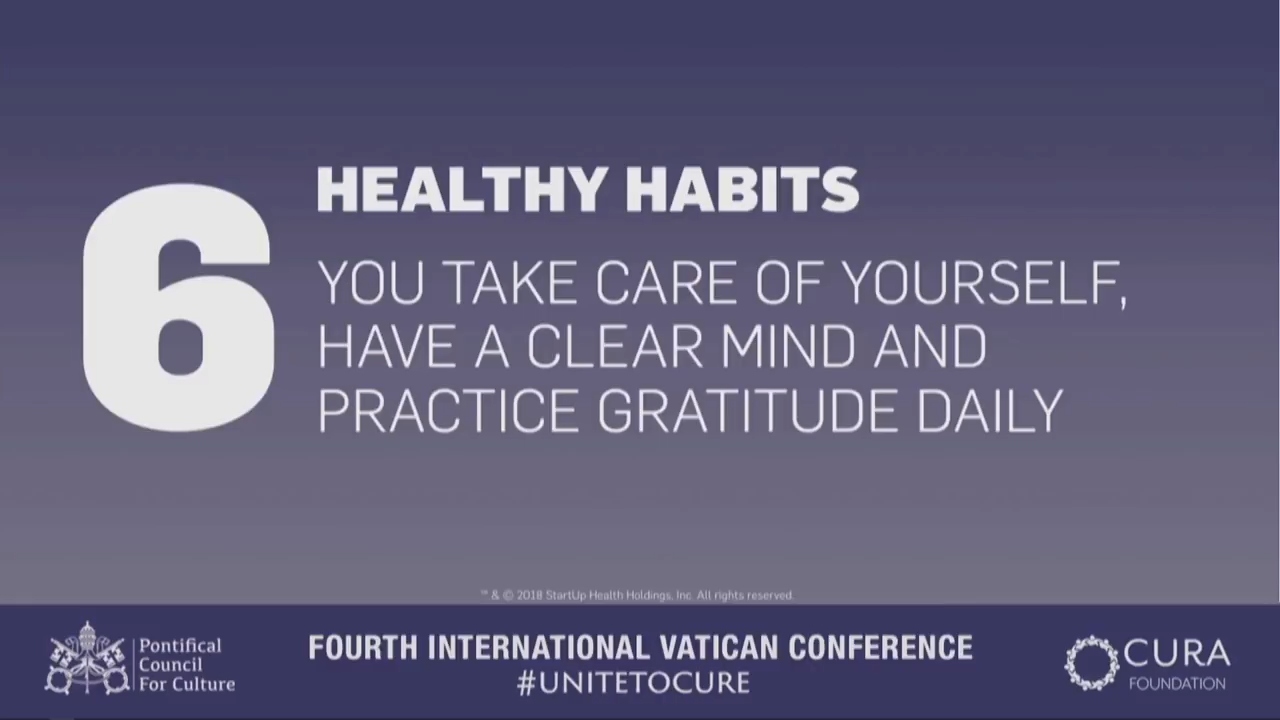 6
HEALTHY HABITS
YOU TAKE CARE OF YOURSELF,
HAVE A CLEAR MIND AND
PRACTICE GRATITUDE DAILY
™ & © 2018 StartUp Health Holdings, Inc. All rights reserved.
Pontifical
Council
For Culture
FOURTH INTERNATIONAL VATICAN CONFERENCE
#UNITETOCURE
CURA
FOUNDATION